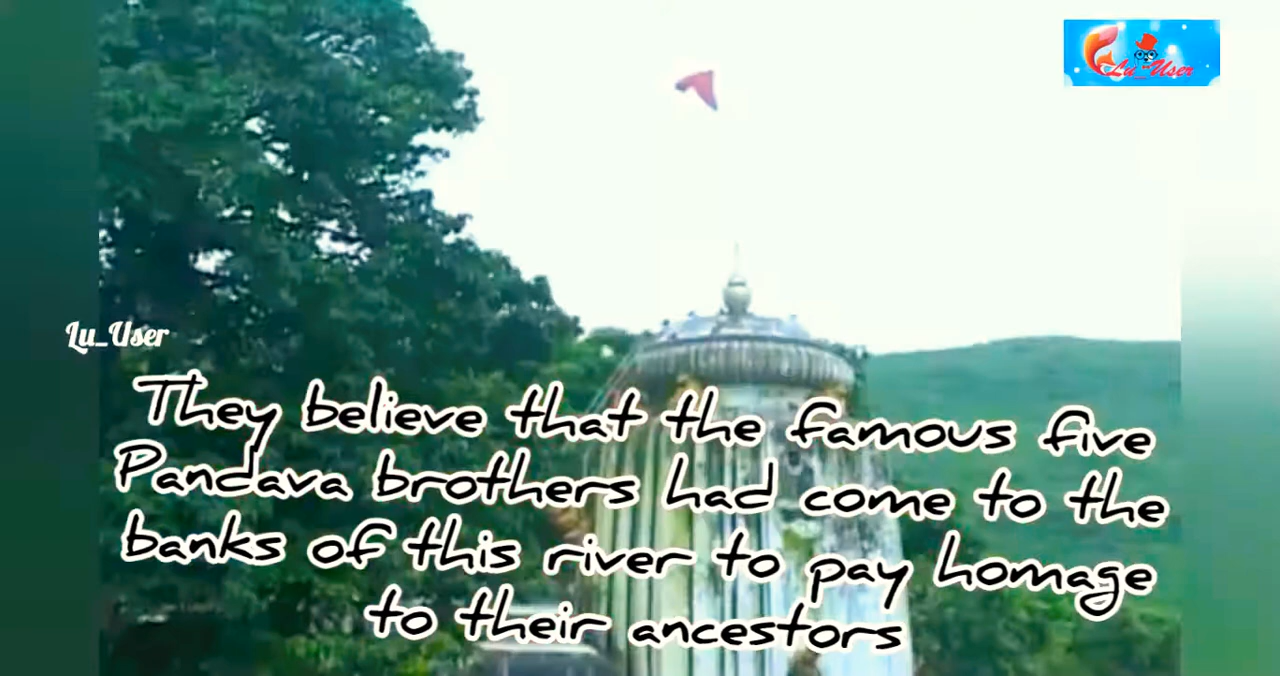 Lu_User
Lu_User
They believe that the famous five
Pandava brothers had come to the
banks of this river to pay homage
to their ancestors